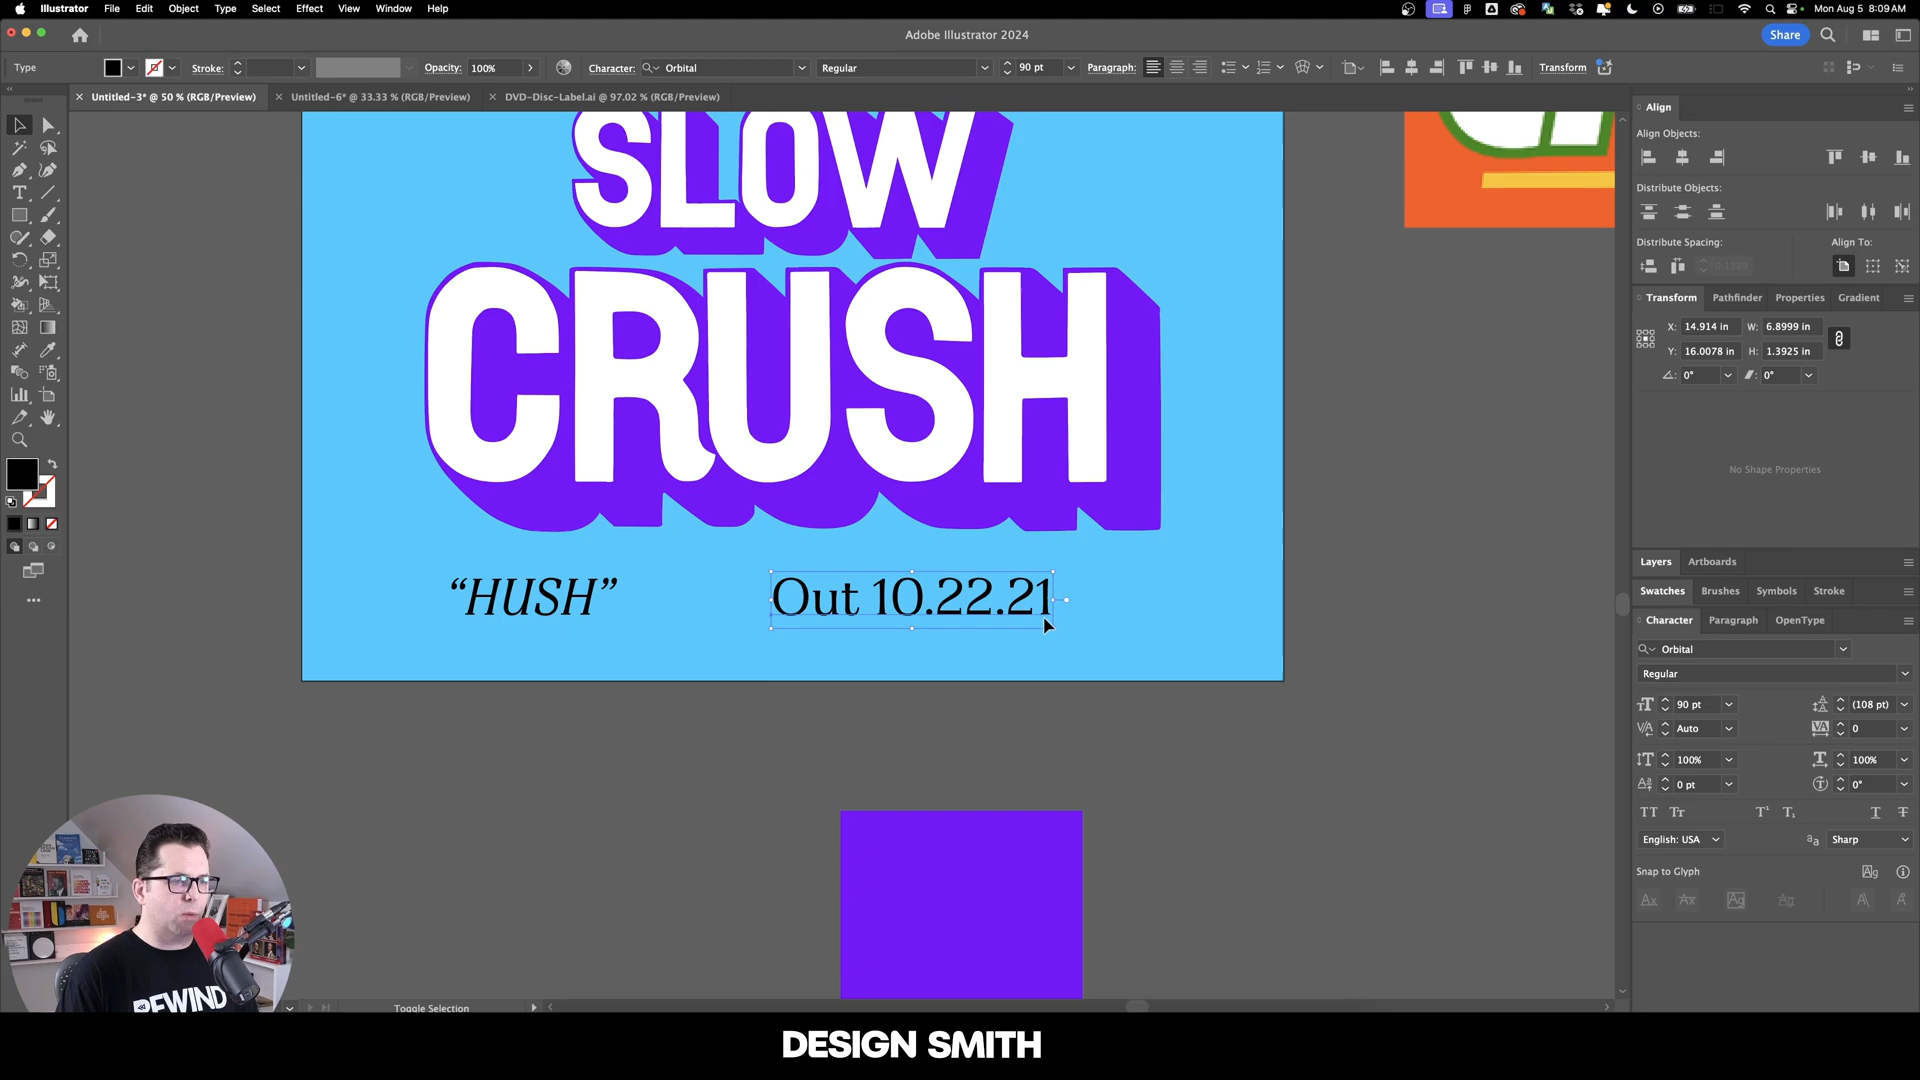 Illustrator File Edit Object Type Select Effect View Window Help
Mon Aug 5 8:09 AM
Adobe Illustrator 2024
Share
Type Stroke: Opacity: 100% Character: Orbital Regular 90 pt Paragraph: Transform
Untitled-3* @ 50 % (RGB/Preview) Untitled-6* @ 33.33 % (RGB/Preview) DVD-Disc-Label.ai @ 97.02 % (RGB/Preview)
SLOW
CRUSH
“HUSH” Out 10.22.21
Align
Align Objects:
Distribute Objects:
Distribute Spacing: Align To:
0.1389
Transform Pathfinder Properties Gradient
X: 14.914 in W: 6.8999 in
Y: 16.0078 in H: 1.3925 in
0° 0°
No Shape Properties
Layers Artboards
Swatches Brushes Symbols Stroke
Character Paragraph OpenType
Orbital
Regular
90 pt (108 pt)
Auto 0
100% 100%
0 pt 0°
English: USA Sharp
Snap to Glyph
REWIND
Toggle Selection
DESIGN SMITH